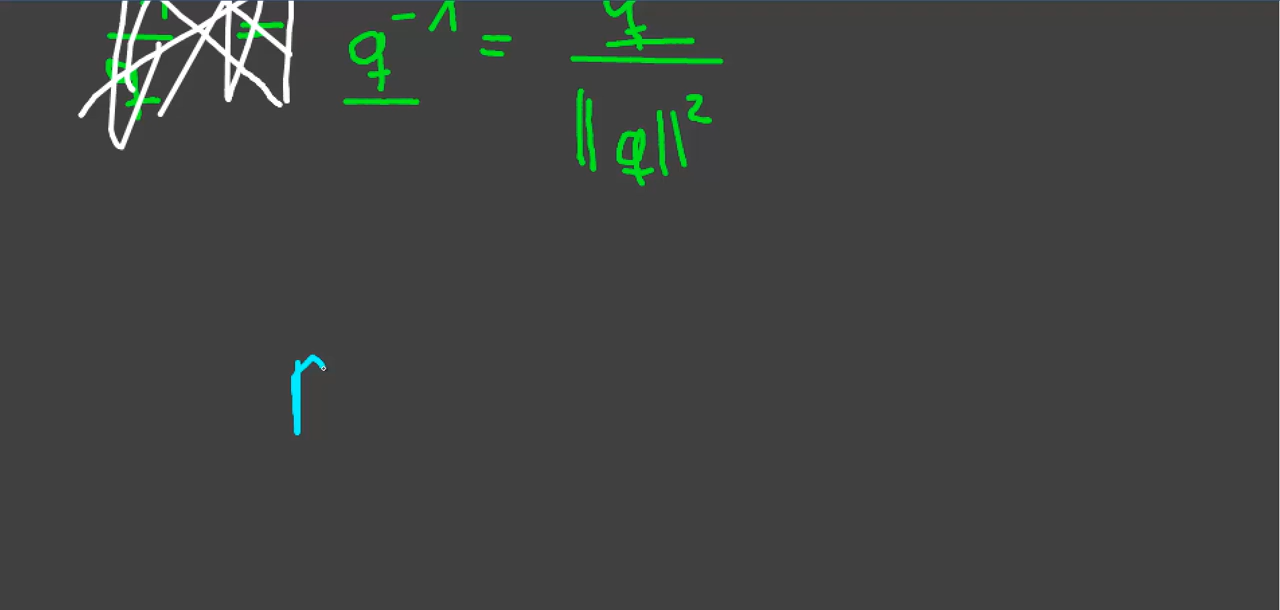 q⁻¹ = q / ||q||²
r